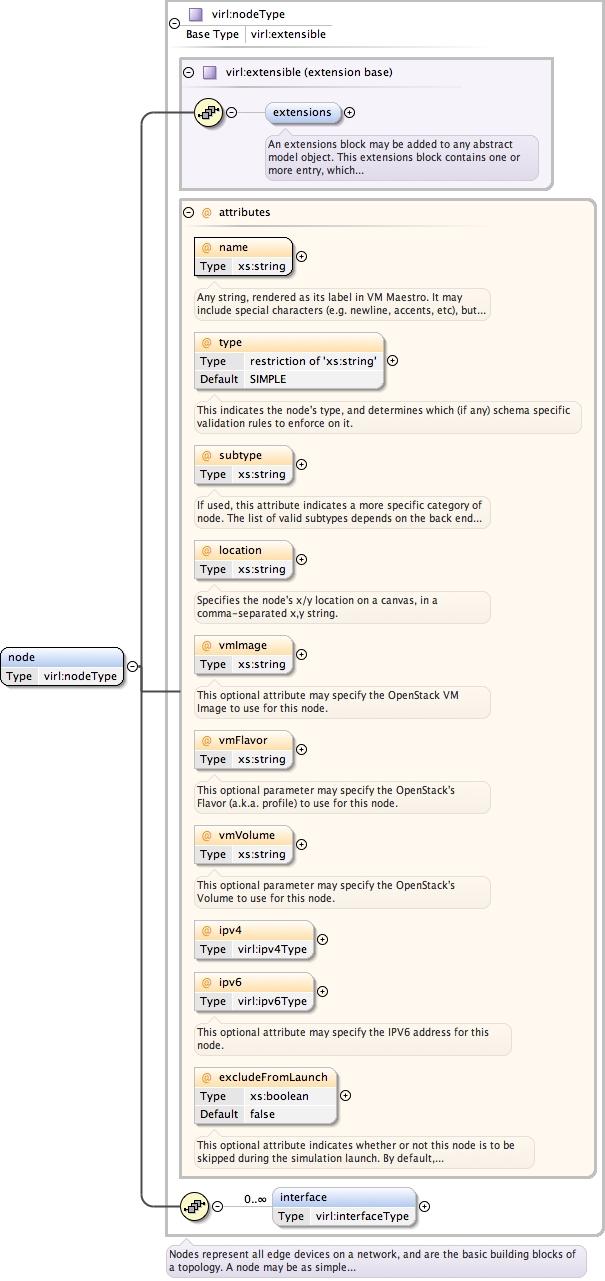 virl:nodeType
Base Type virl:extensible
virl:extensible (extension base)
extensions
An extensions block may be added to any abstract
model object. This extensions block contains one or
more entry, which...
@ attributes
@ name
Type xs:string
Any string, rendered as its label in VM Maestro. It may
include special characters (e.g. newline, accents, etc), but...
@ type
Type restriction of 'xs:string'
Default SIMPLE
This indicates the node's type, and determines which (if any) schema specific
validation rules to enforce on it.
@ subtype
Type xs:string
If used, this attribute indicates a more specific category of
node. The list of valid subtypes depends on the back end...
@ location
Type xs:string
Specifies the node's x/y location on a canvas, in a
comma-separated x,y string.
@ vmImage
Type xs:string
This optional attribute may specify the OpenStack VM
Image to use for this node.
@ vmFlavor
Type xs:string
This optional parameter may specify the OpenStack's
Flavor (a.k.a. profile) to use for this node.
@ vmVolume
Type xs:string
This optional parameter may specify the OpenStack's
Volume to use for this node.
@ ipv4
Type virl:ipv4Type
@ ipv6
Type virl:ipv6Type
This optional attribute may specify the IPV6 address for this
node.
@ excludeFromLaunch
Type xs:boolean
Default false
This optional attribute indicates whether or not this node is to be
skipped during the simulation launch. By default,...
node
Type virl:nodeType
0..∞
interface
Type virl:interfaceType
Nodes represent all edge devices on a network, and are the basic building blocks of
a topology. A node may be as simple...